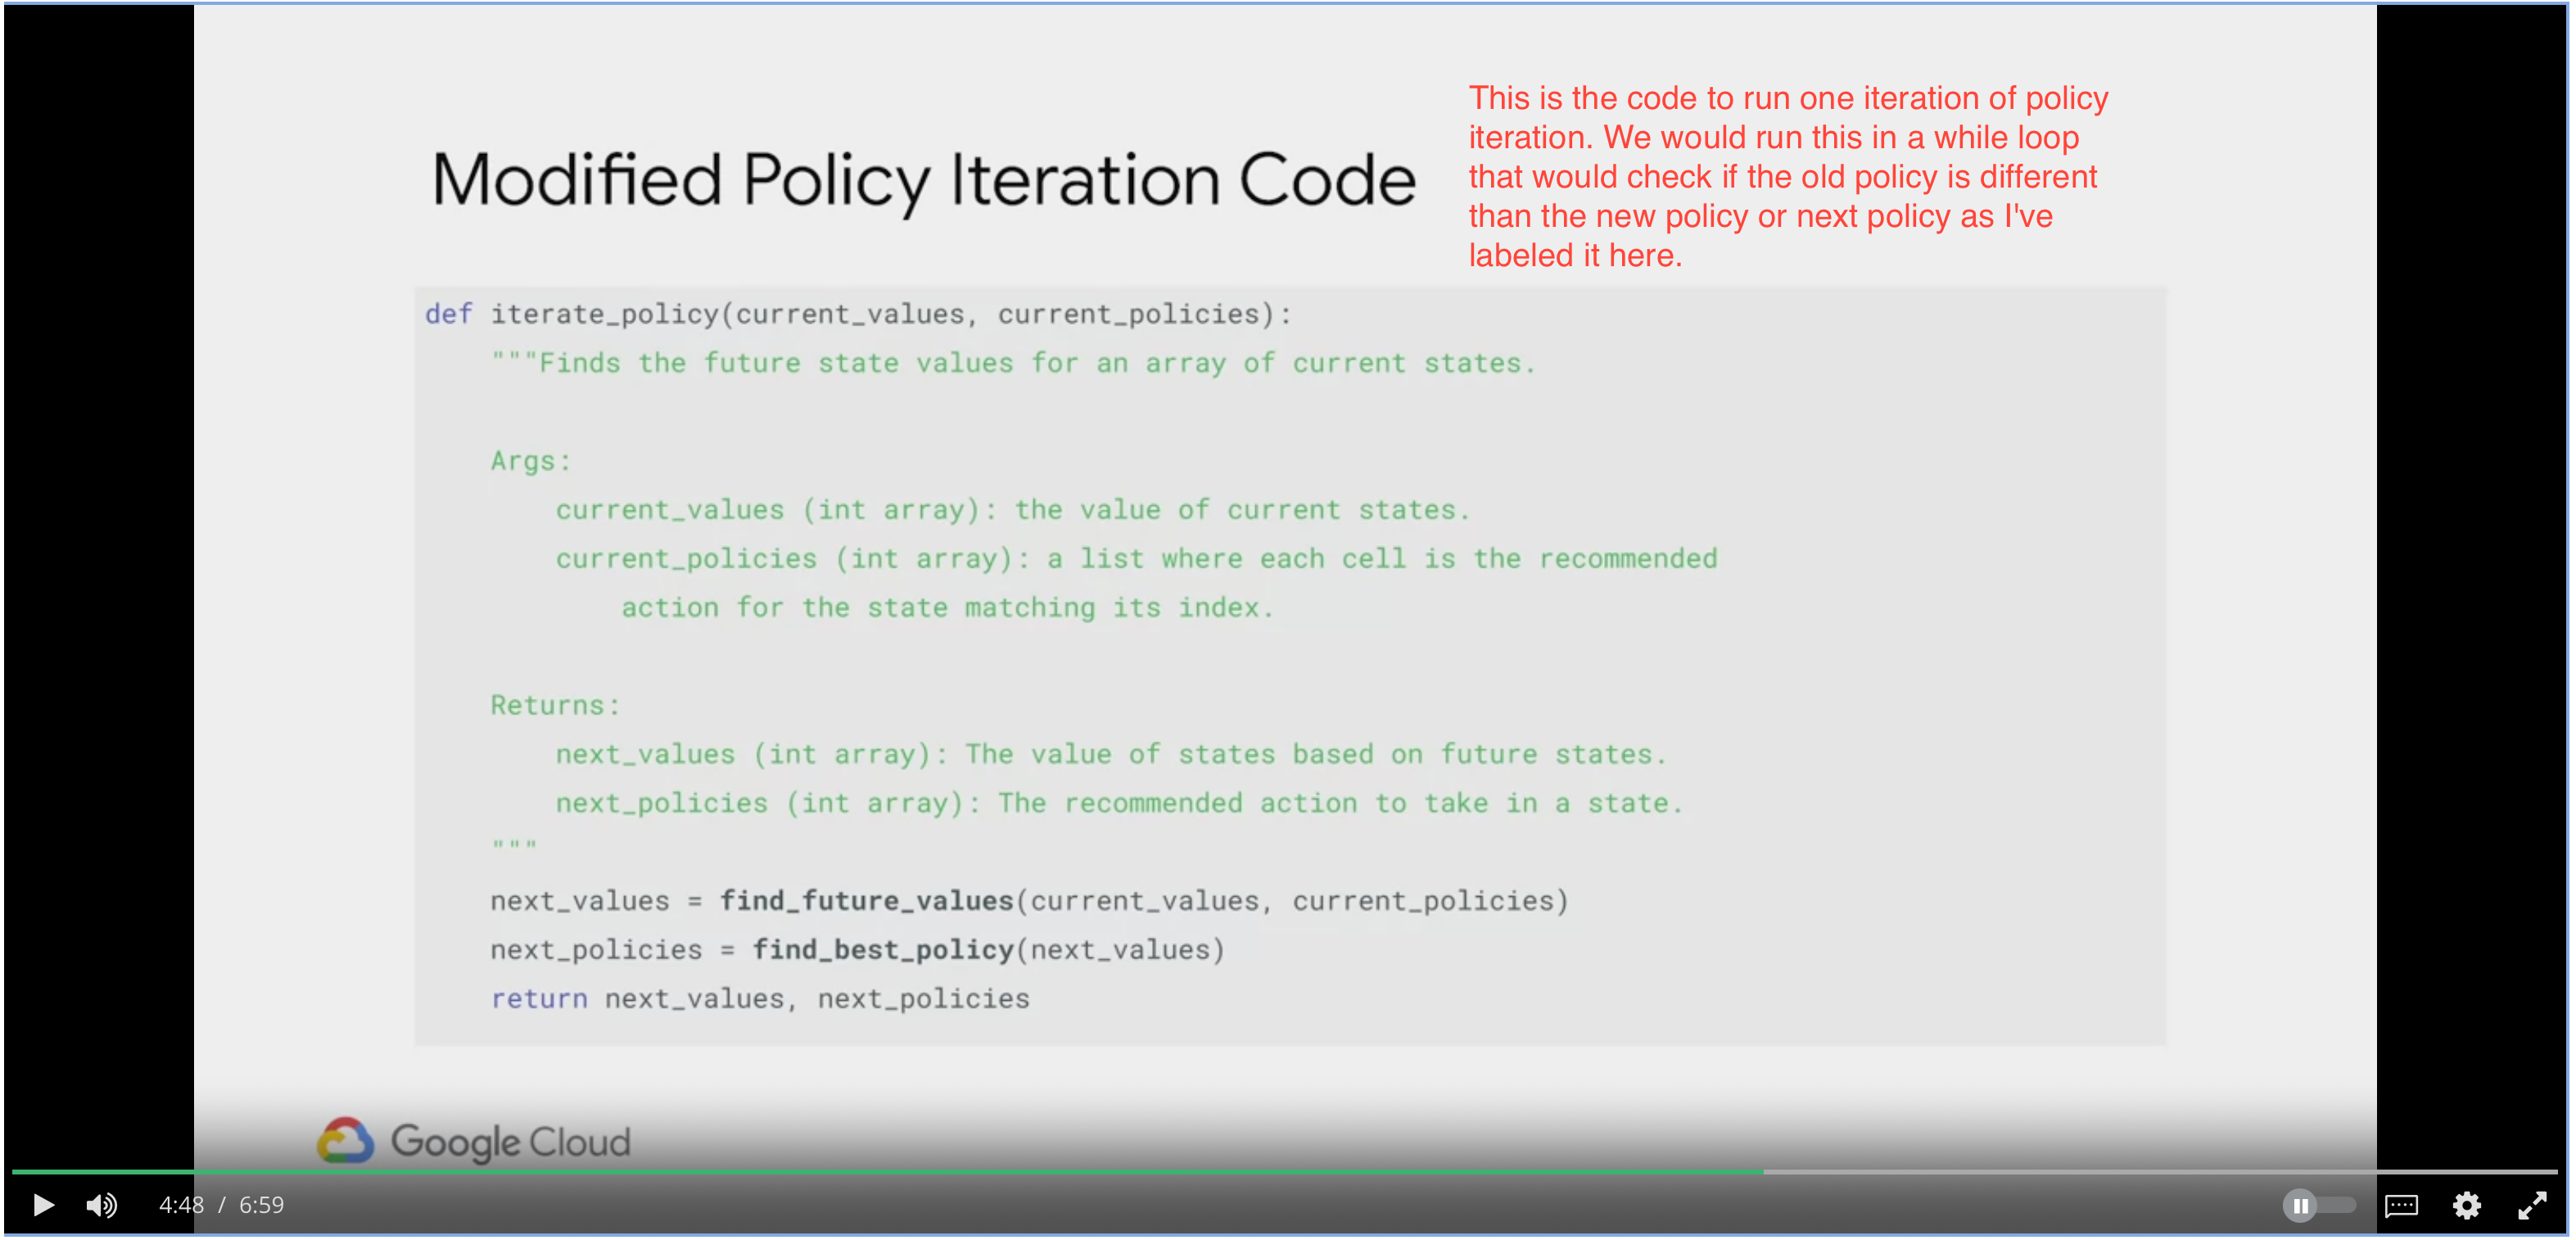 This is the code to run one iteration of policy
iteration. We would run this in a while loop
that would check if the old policy is different
than the new policy or next policy as I've
labeled it here.
Modified Policy Iteration Code
def iterate_policy(current_values, current_policies):
"""Finds the future state values for an array of current states.
Args:
current_values (int array): the value of current states.
current_policies (int array): a list where each cell is the recommended
action for the state matching its index.
Returns:
next_values (int array): The value of states based on future states.
next_policies (int array): The recommended action to take in a state.
"""
next_values = find_future_values(current_values, current_policies)
next_policies = find_best_policy(next_values)
return next_values, next_policies
Google Cloud
4:48 / 6:59